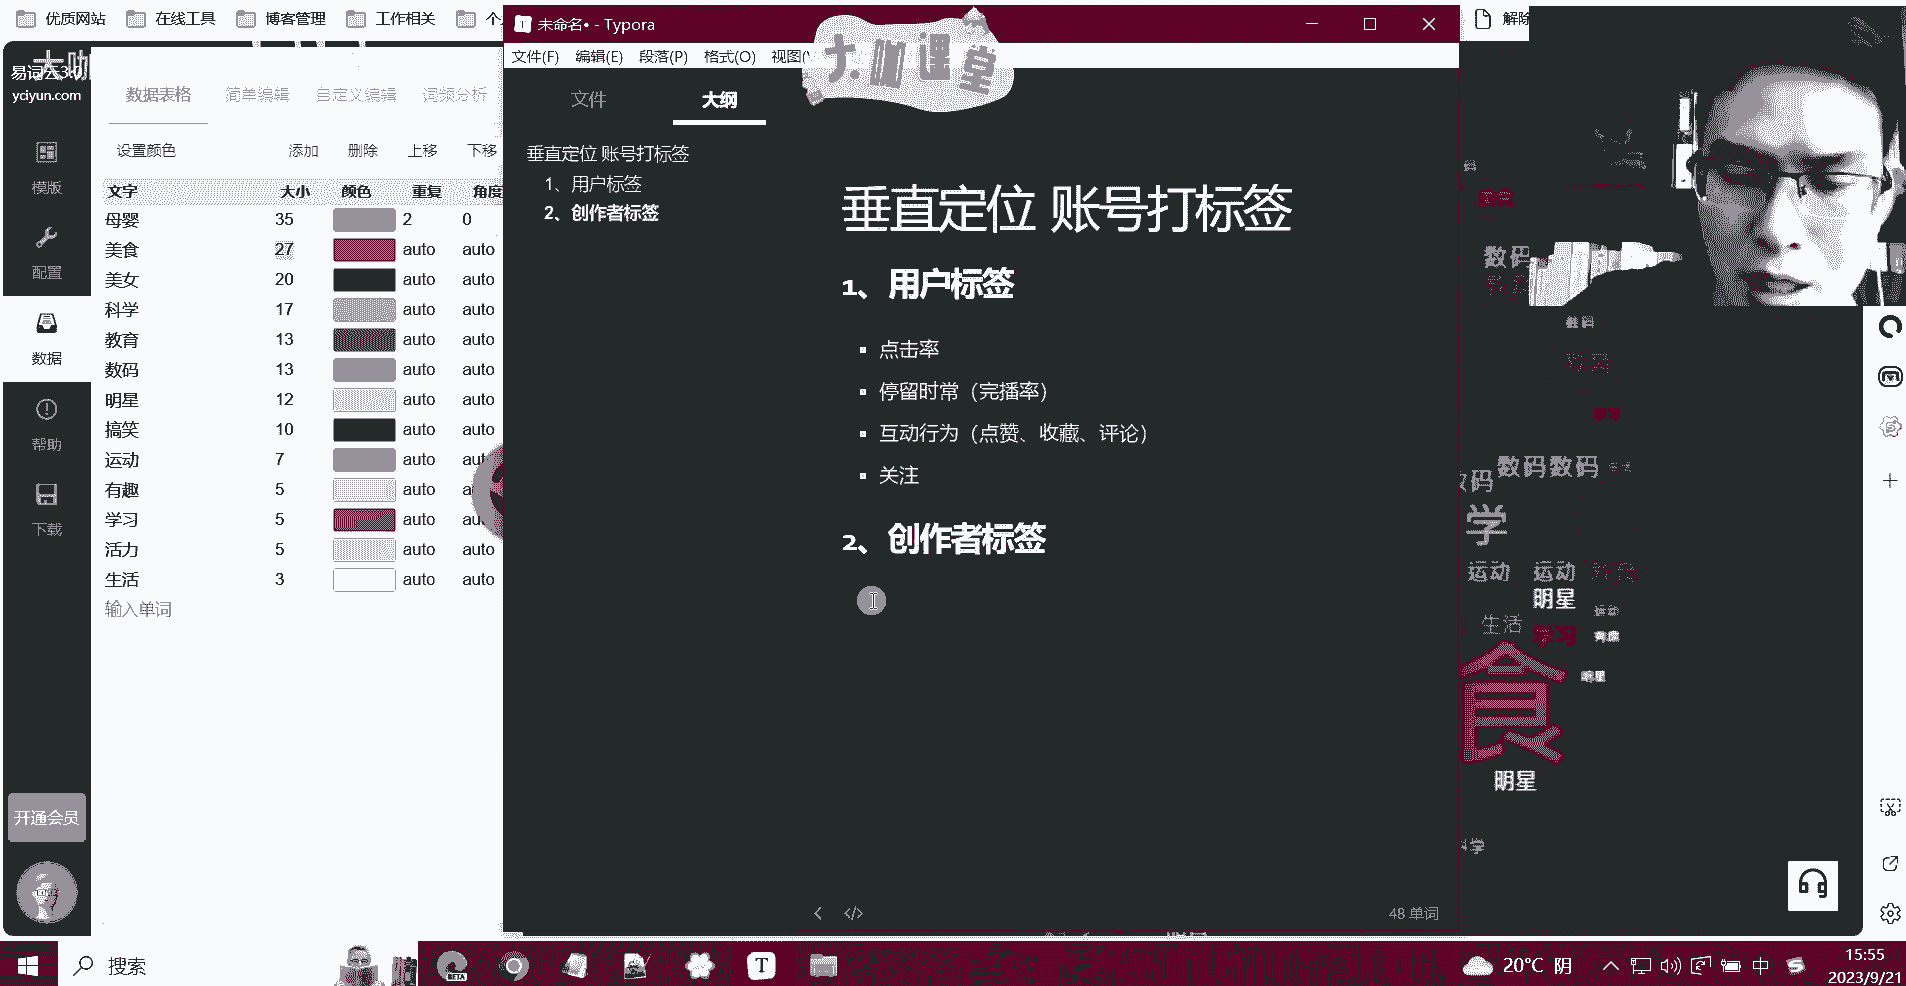 优质网站
在线工具
博客管理
工作相关
个
易词云3.0
yciyun.com
模版
配置
数据
帮助
下载
开通会员
数据表格 简单编辑 自定义编辑 词频分析
设置颜色 添加 删除 上移 下移
文字 大小 颜色 重复 角度
母婴 35 2 0
美食 27 auto auto
美女 20 auto auto
科学 17 auto auto
教育 13 auto auto
数码 13 auto auto
明星 12 auto auto
搞笑 10 auto auto
运动 7 auto aut
有趣 5 auto a
学习 5 auto au
活力 5 auto auto
生活 3 auto auto
输入单词
未命名• - Typora
文件(F) 编辑(E) 段落(P) 格式(O) 视图(V
大咖课堂
文件 大纲
垂直定位 账号打标签
1、用户标签
2、创作者标签
垂直定位 账号打标签
1、用户标签
点击率
停留时常（完播率）
互动行为（点赞、收藏、评论）
关注
2、创作者标签
48 单词
解除
数码
数码
数码 数码
学
运动 运动
明星
生活 学习
明星
食
明星
搜索
BETA
20°C 阴
中
15:55
2023/9/21